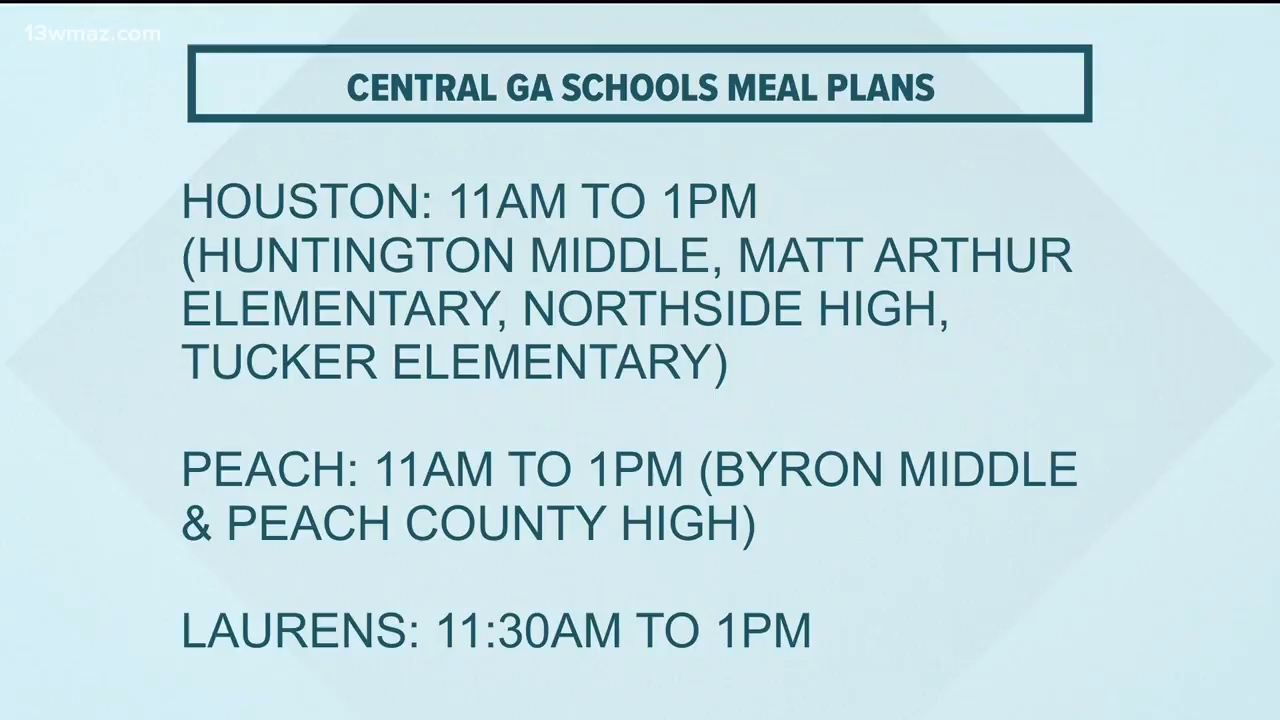 13wmaz.com
CENTRAL GA SCHOOLS MEAL PLANS
HOUSTON: 11AM TO 1PM
(HUNTINGTON MIDDLE, MATT ARTHUR
ELEMENTARY, NORTHSIDE HIGH,
TUCKER ELEMENTARY)
PEACH: 11AM TO 1PM (BYRON MIDDLE
& PEACH COUNTY HIGH)
LAURENS: 11:30AM TO 1PM